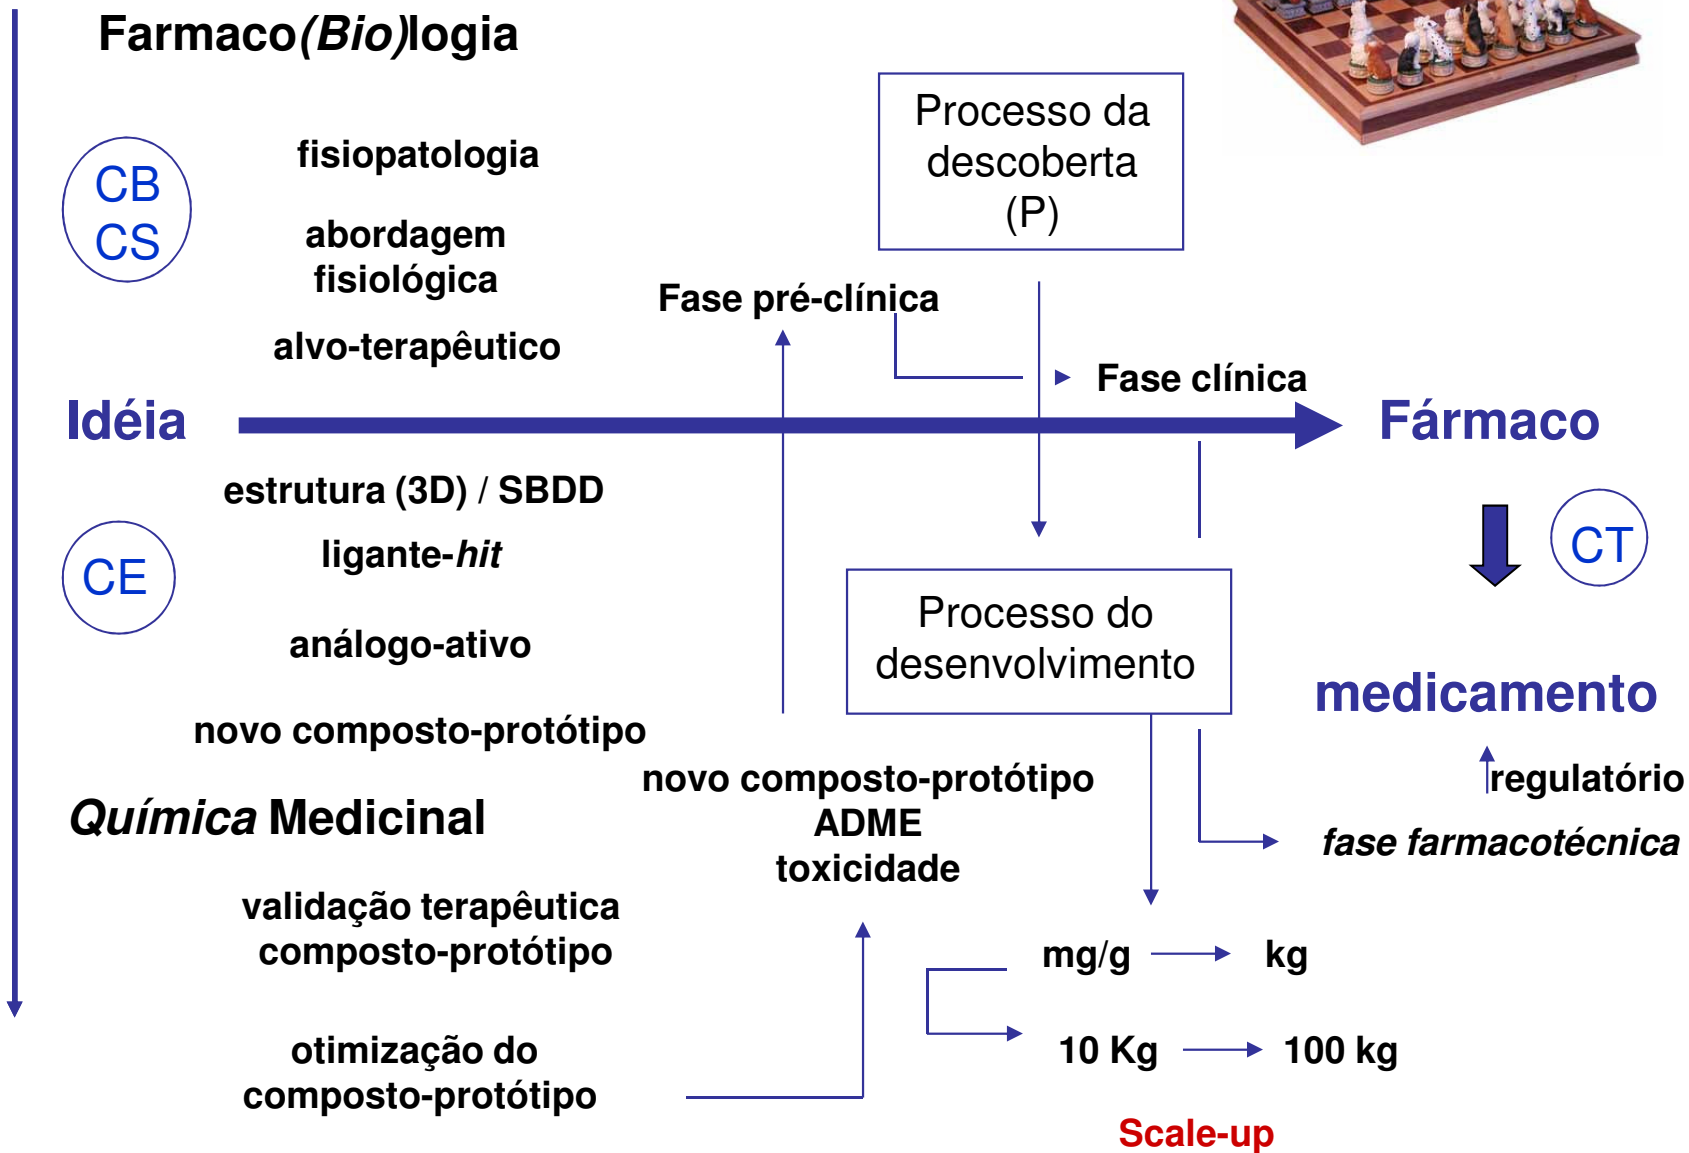 Farmaco(Bio)logia
Processo da
descoberta
(P)
CB
CS
fisiopatologia
abordagem
fisiológica
alvo-terapêutico
Fase pré-clínica
Fase clínica
Idéia
Fármaco
estrutura (3D) / SBDD
ligante-hit
CE
análogo-ativo
novo composto-protótipo
Química Medicinal
validação terapêutica
composto-protótipo
otimização do
composto-protótipo
novo composto-protótipo
ADME
toxicidade
Processo do
desenvolvimento
CT
medicamento
regulatório
fase farmacotécnica
mg/g
kg
10 Kg
100 kg
Scale-up